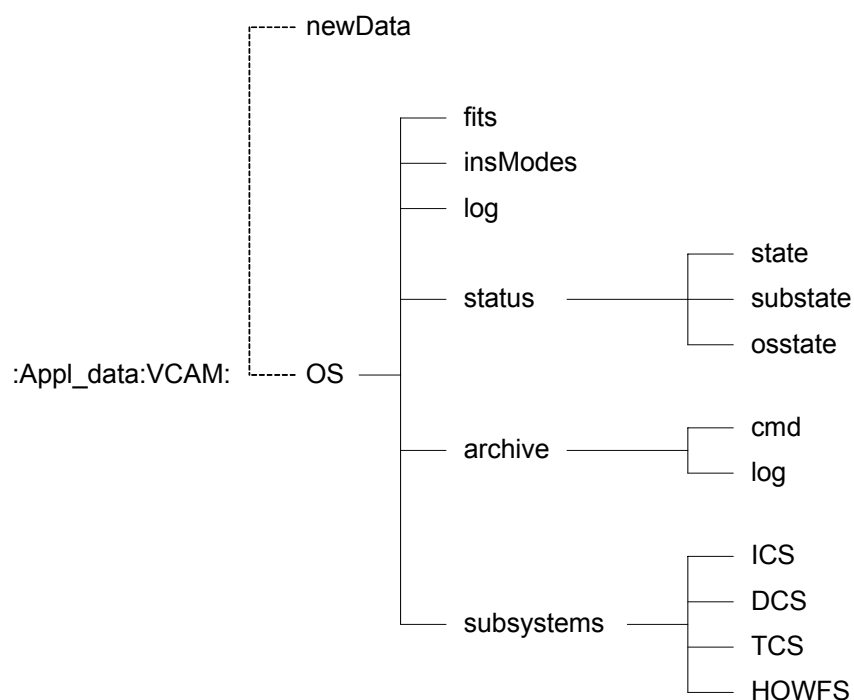 newData
fits
insModes
log
state
status
substate
osstate
:Appl_data:VCAM:
OS
cmd
archive
log
ICS
DCS
subsystems
TCS
HOWFS